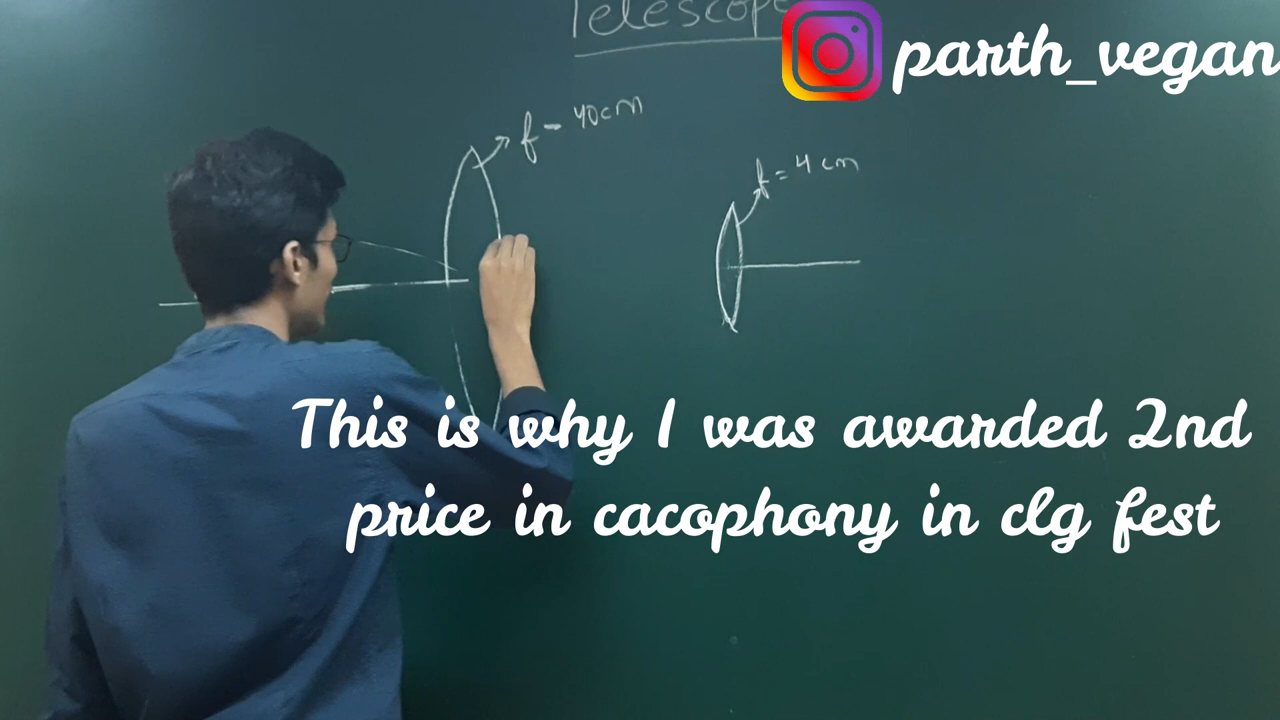 Telescope
parth_vegan
f = 40cm
f = 4 cm
This is why I was awarded 2nd
price in cacophony in clg fest